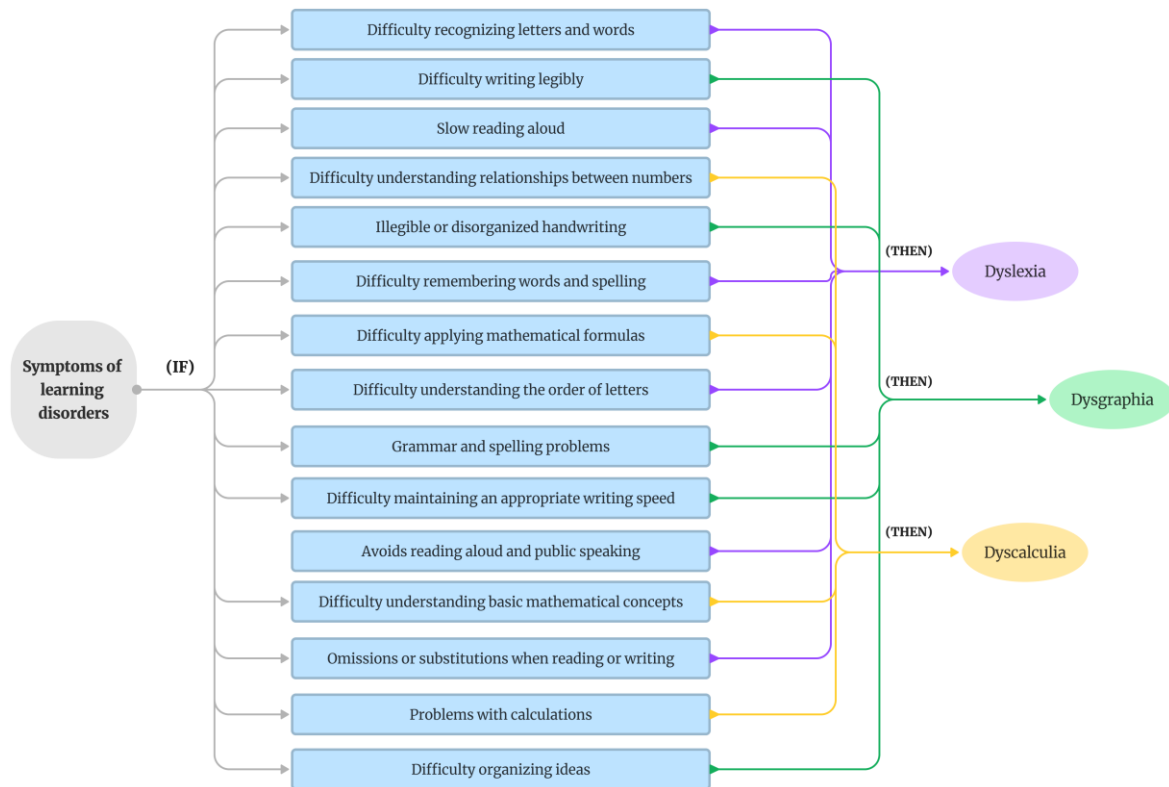 Difficulty recognizing letters and words
Difficulty writing legibly
Slow reading aloud
Difficulty understanding relationships between numbers
Illegible or disorganized handwriting
(THEN)
Dyslexia
Difficulty remembering words and spelling
Difficulty applying mathematical formulas
Symptoms of
learning
disorders
(IF)
(THEN)
Dysgraphia
Difficulty understanding the order of letters
Grammar and spelling problems
Difficulty maintaining an appropriate writing speed
(THEN)
Dyscalculia
Avoids reading aloud and public speaking
Difficulty understanding basic mathematical concepts
Omissions or substitutions when reading or writing
Problems with calculations
Difficulty organizing ideas